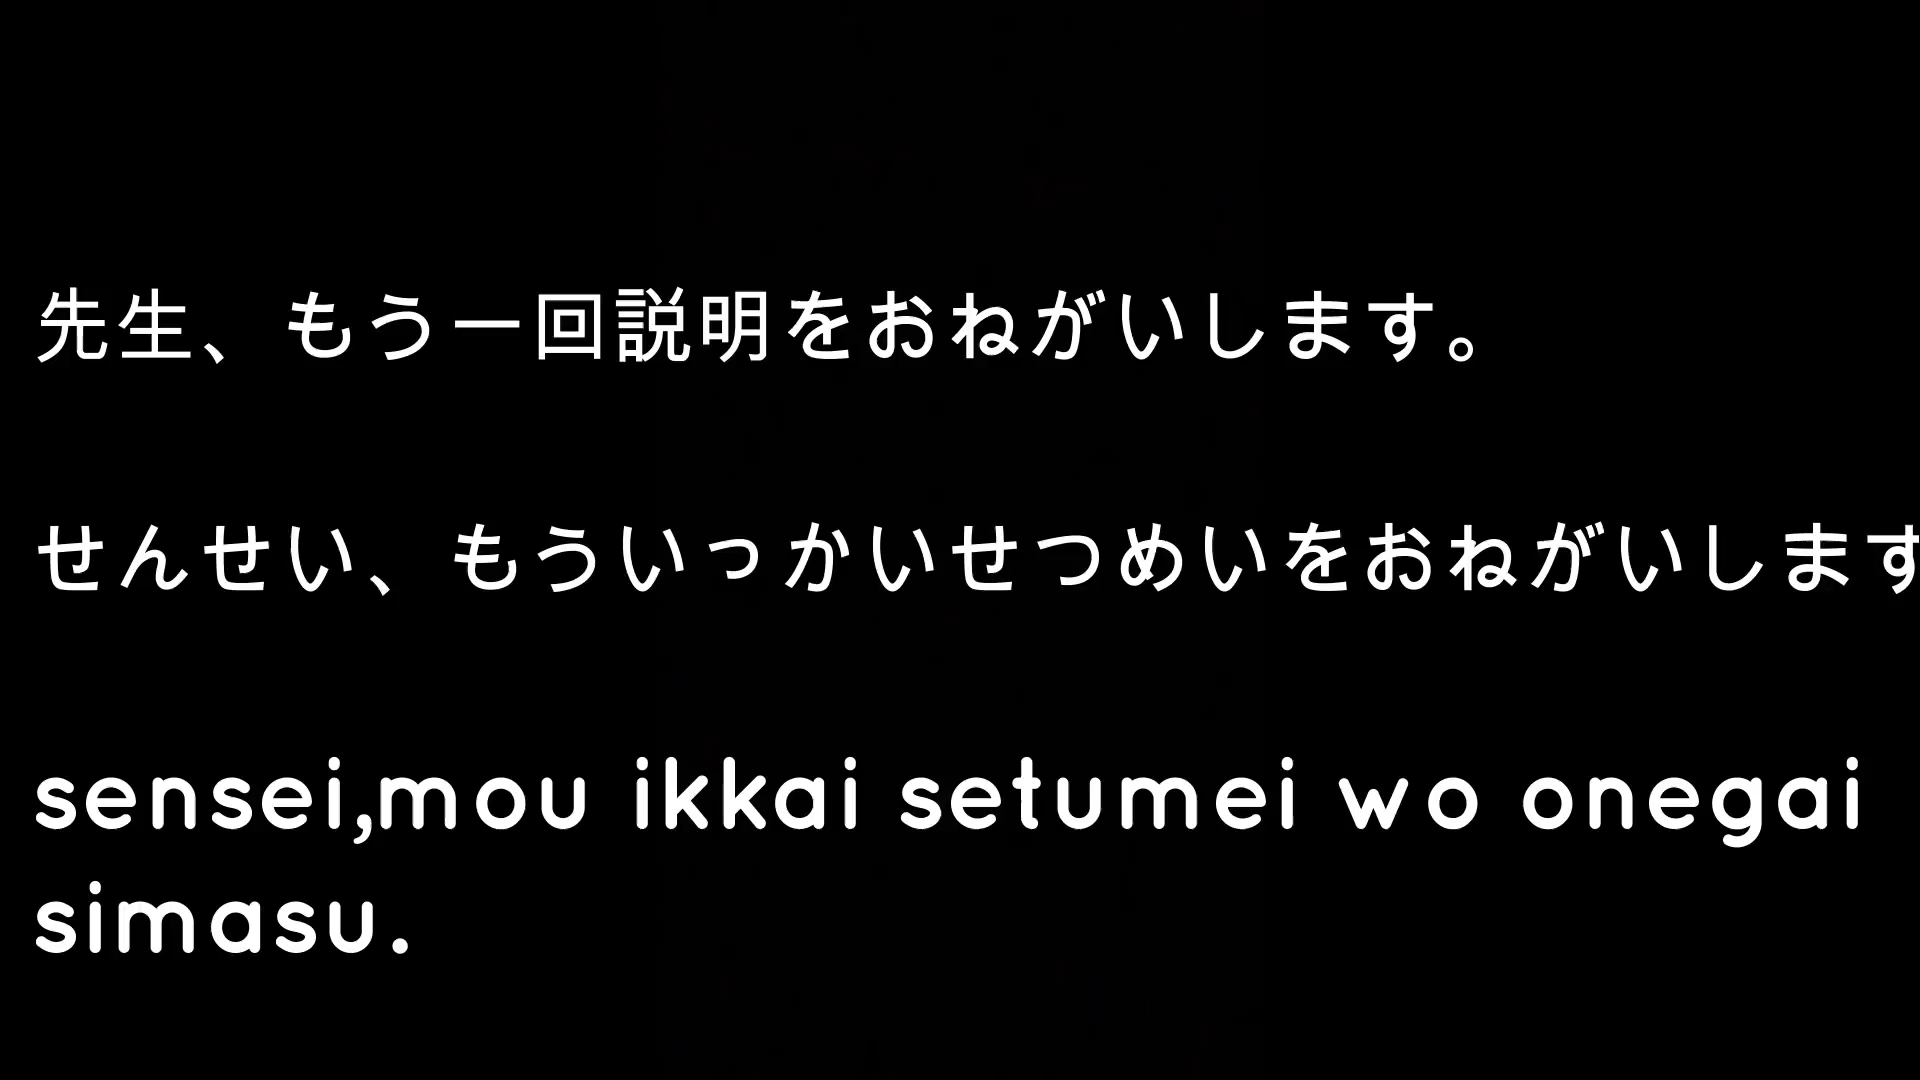 先生、もう一回説明をおねがいします。
せんせい、もういっかいせつめいをおねがいします
sensei,mou ikkai setumei wo onegai
simasu.